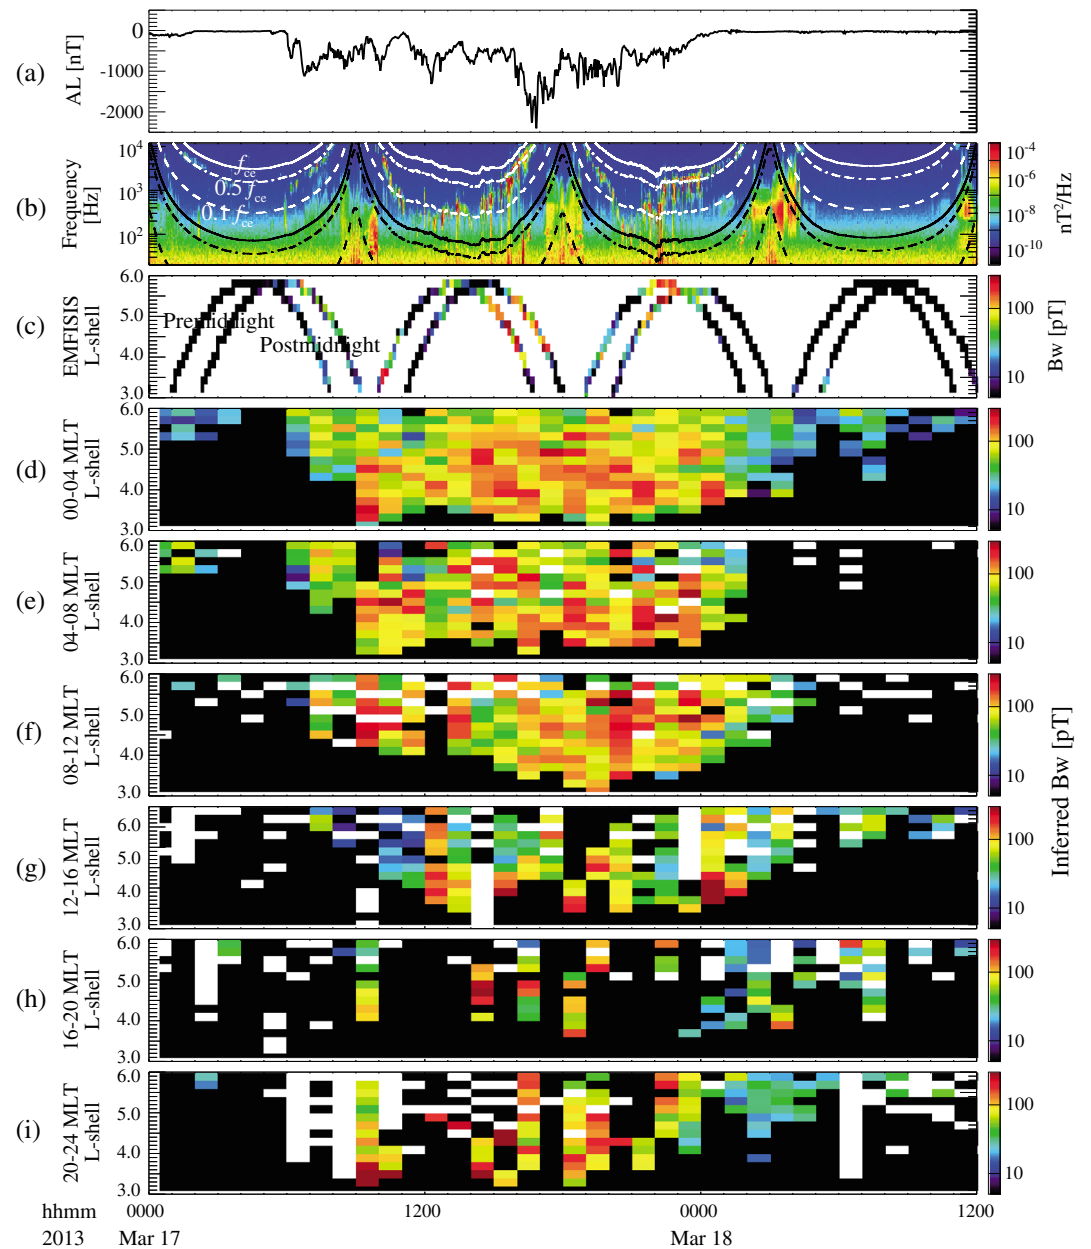 (a)
AL [nT]
0
-1000
-2000
(b)
Frequency
[Hz]
10^4
10^3
10^2
f_ce
0.5 f_ce
0.1 f_ce
10^-4
10^-6
10^-8
10^-10
nT^2/Hz
(c)
EMFISIS
L-shell
6.0
5.0
4.0
3.0
Premidnight
Postmidnight
100
10
Bw [pT]
(d)
00-04 MLT
L-shell
6.0
5.0
4.0
3.0
100
10
(e)
04-08 MLT
L-shell
6.0
5.0
4.0
3.0
100
10
(f)
08-12 MLT
L-shell
6.0
5.0
4.0
3.0
100
10
Inferred Bw [pT]
(g)
12-16 MLT
L-shell
6.0
5.0
4.0
3.0
100
10
(h)
16-20 MLT
L-shell
6.0
5.0
4.0
3.0
100
10
(i)
20-24 MLT
L-shell
6.0
5.0
4.0
3.0
100
10
hhmm 0000 1200 0000 1200
2013 Mar 17 Mar 18